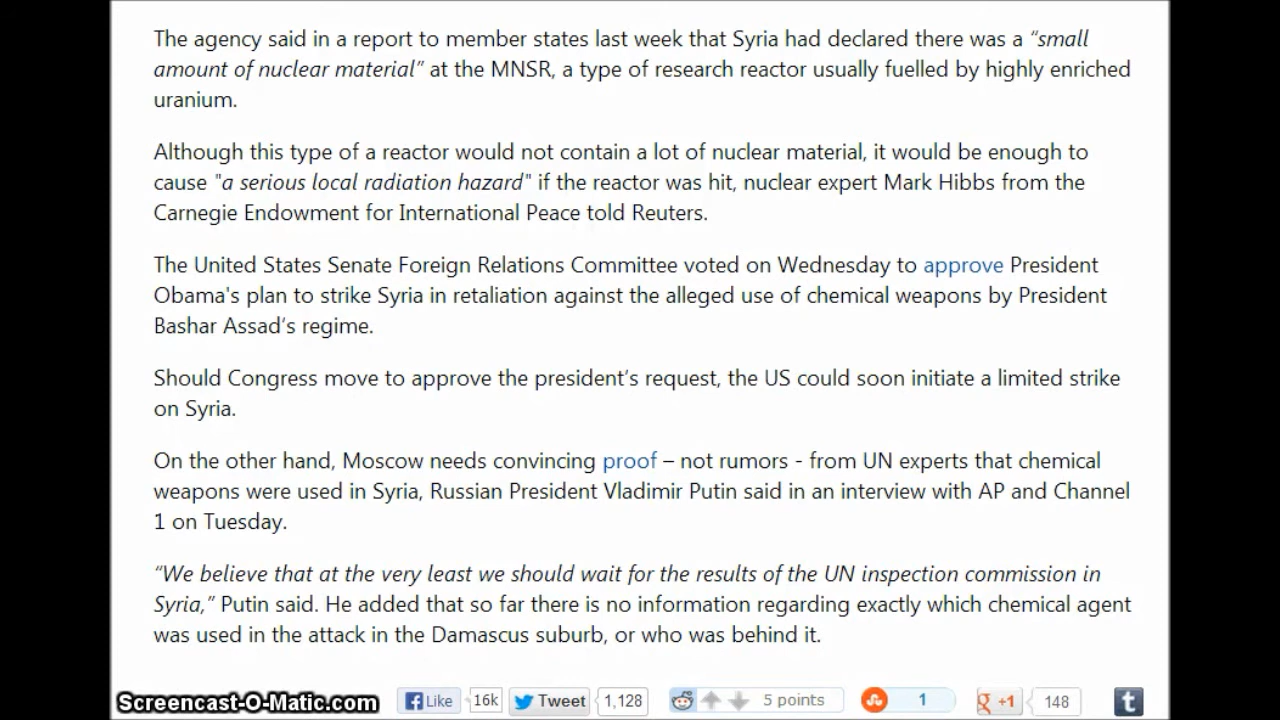 The agency said in a report to member states last week that Syria had declared there was a “small
amount of nuclear material” at the MNSR, a type of research reactor usually fuelled by highly enriched
uranium.
Although this type of a reactor would not contain a lot of nuclear material, it would be enough to
cause "a serious local radiation hazard" if the reactor was hit, nuclear expert Mark Hibbs from the
Carnegie Endowment for International Peace told Reuters.
The United States Senate Foreign Relations Committee voted on Wednesday to approve President
Obama's plan to strike Syria in retaliation against the alleged use of chemical weapons by President
Bashar Assad’s regime.
Should Congress move to approve the president’s request, the US could soon initiate a limited strike
on Syria.
On the other hand, Moscow needs convincing proof – not rumors - from UN experts that chemical
weapons were used in Syria, Russian President Vladimir Putin said in an interview with AP and Channel
1 on Tuesday.
“We believe that at the very least we should wait for the results of the UN inspection commission in
Syria,” Putin said. He added that so far there is no information regarding exactly which chemical agent
was used in the attack in the Damascus suburb, or who was behind it.
Screencast-O-Matic.com Like 16k Tweet 1,128 5 points 1 g +1 148 t